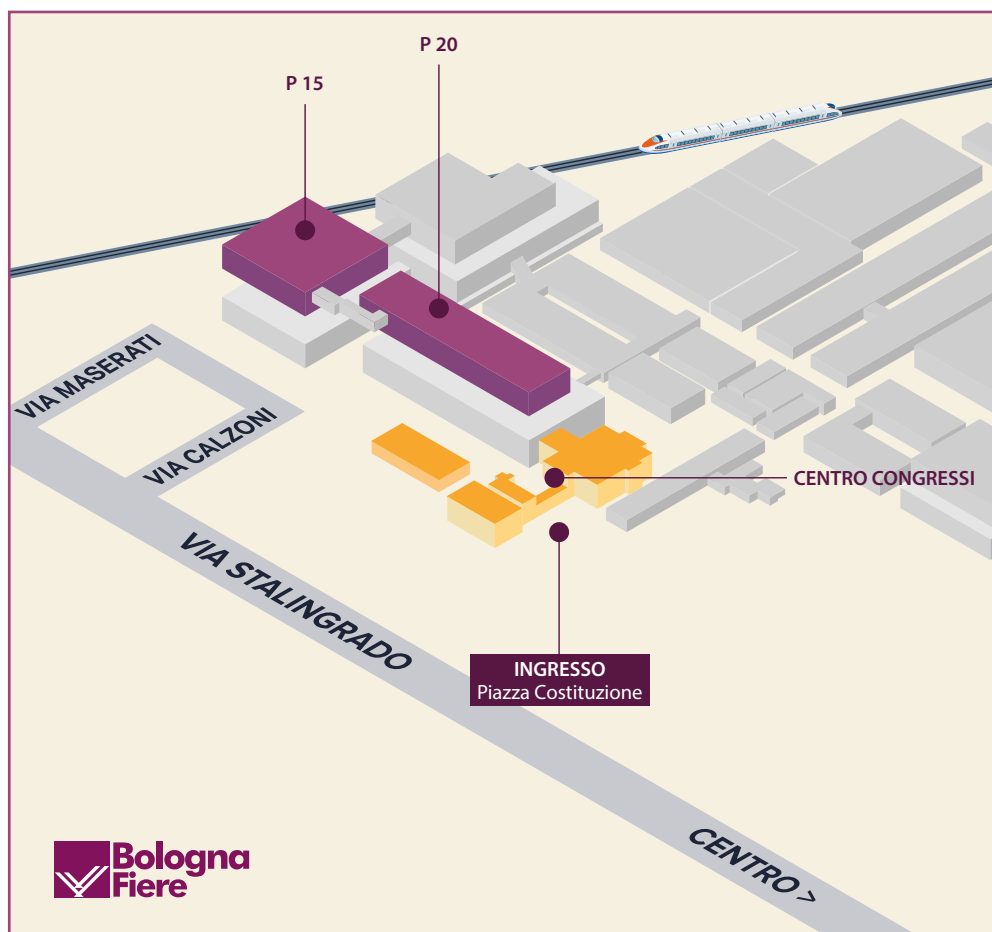 P 20
P 15
VIA MASERATI
VIA CALZONI
CENTRO CONGRESSI
VIA STALINGRADO
INGRESSO
Piazza Costituzione
CENTRO >
Bologna
Fiere